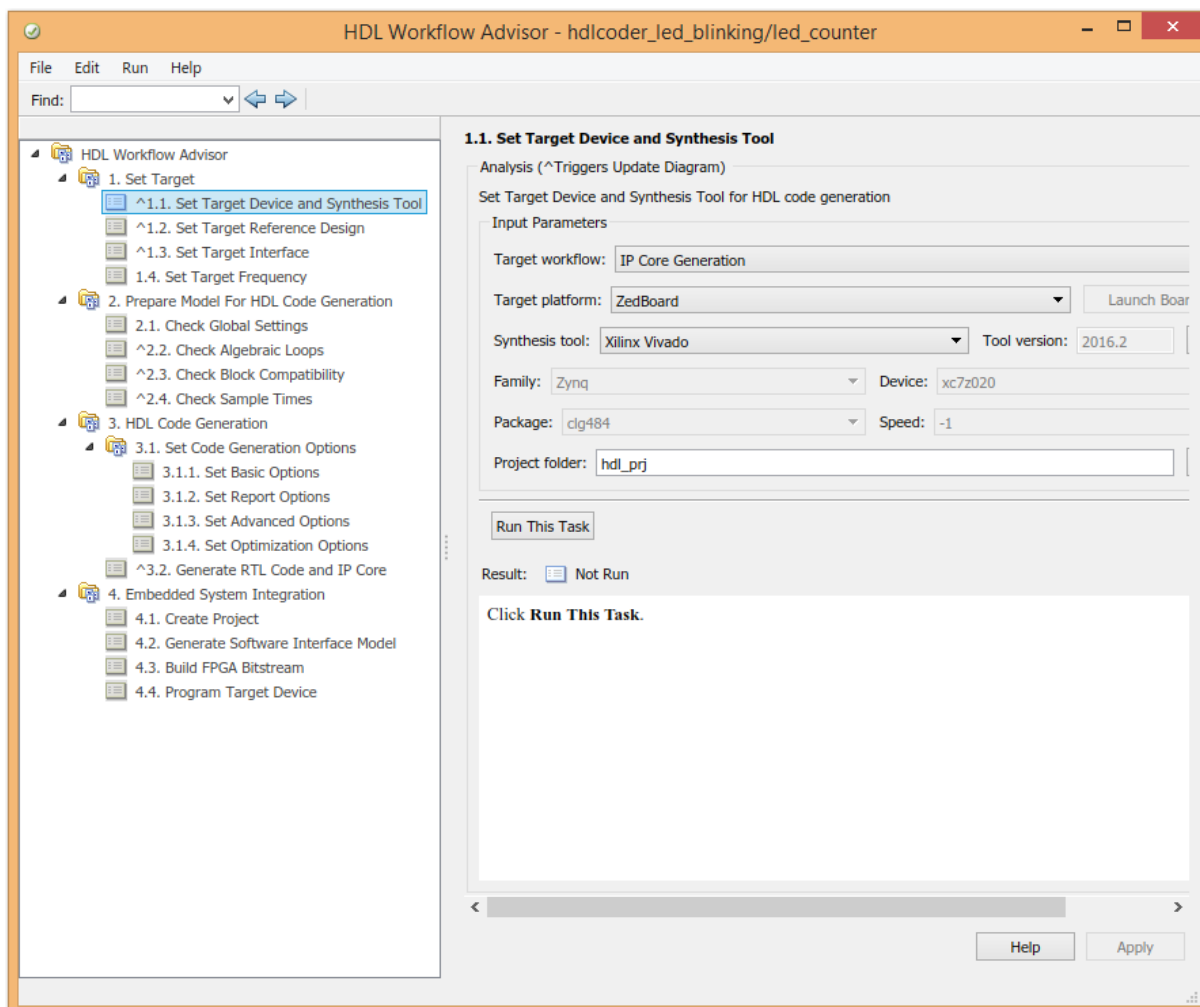 HDL Workflow Advisor - hdlcoder_led_blinking/led_counter
File Edit Run Help
Find:
HDL Workflow Advisor
1. Set Target
^1.1. Set Target Device and Synthesis Tool
^1.2. Set Target Reference Design
^1.3. Set Target Interface
1.4. Set Target Frequency
2. Prepare Model For HDL Code Generation
2.1. Check Global Settings
^2.2. Check Algebraic Loops
^2.3. Check Block Compatibility
^2.4. Check Sample Times
3. HDL Code Generation
3.1. Set Code Generation Options
3.1.1. Set Basic Options
3.1.2. Set Report Options
3.1.3. Set Advanced Options
3.1.4. Set Optimization Options
^3.2. Generate RTL Code and IP Core
4. Embedded System Integration
4.1. Create Project
4.2. Generate Software Interface Model
4.3. Build FPGA Bitstream
4.4. Program Target Device
1.1. Set Target Device and Synthesis Tool
Analysis (^Triggers Update Diagram)
Set Target Device and Synthesis Tool for HDL code generation
Input Parameters
Target workflow: IP Core Generation
Target platform: ZedBoard Launch Boar
Synthesis tool: Xilinx Vivado Tool version: 2016.2
Family: Zynq Device: xc7z020
Package: clg484 Speed: -1
Project folder: hdl_prj
Run This Task
Result: Not Run
Click Run This Task.
Help Apply